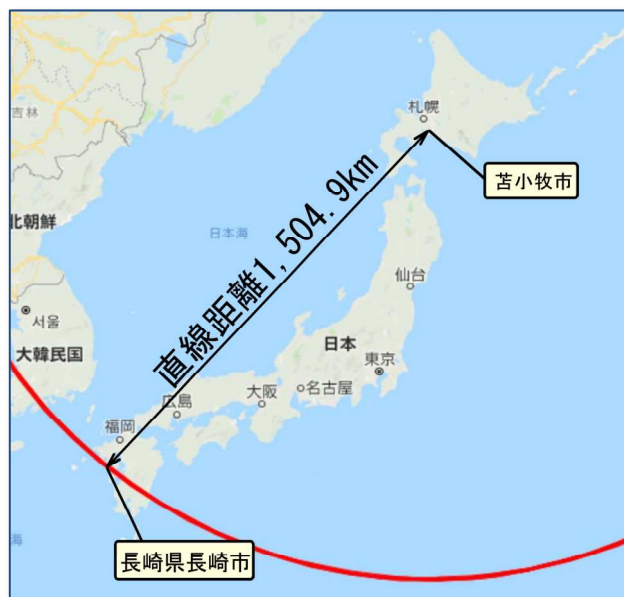 吉林
札幌
苫小牧市
直線距離1,504.9km
北朝鮮
日本海
서울
仙台
大韓民国
日本
東京
名古屋
大阪
広島
福岡
海
長崎県長崎市